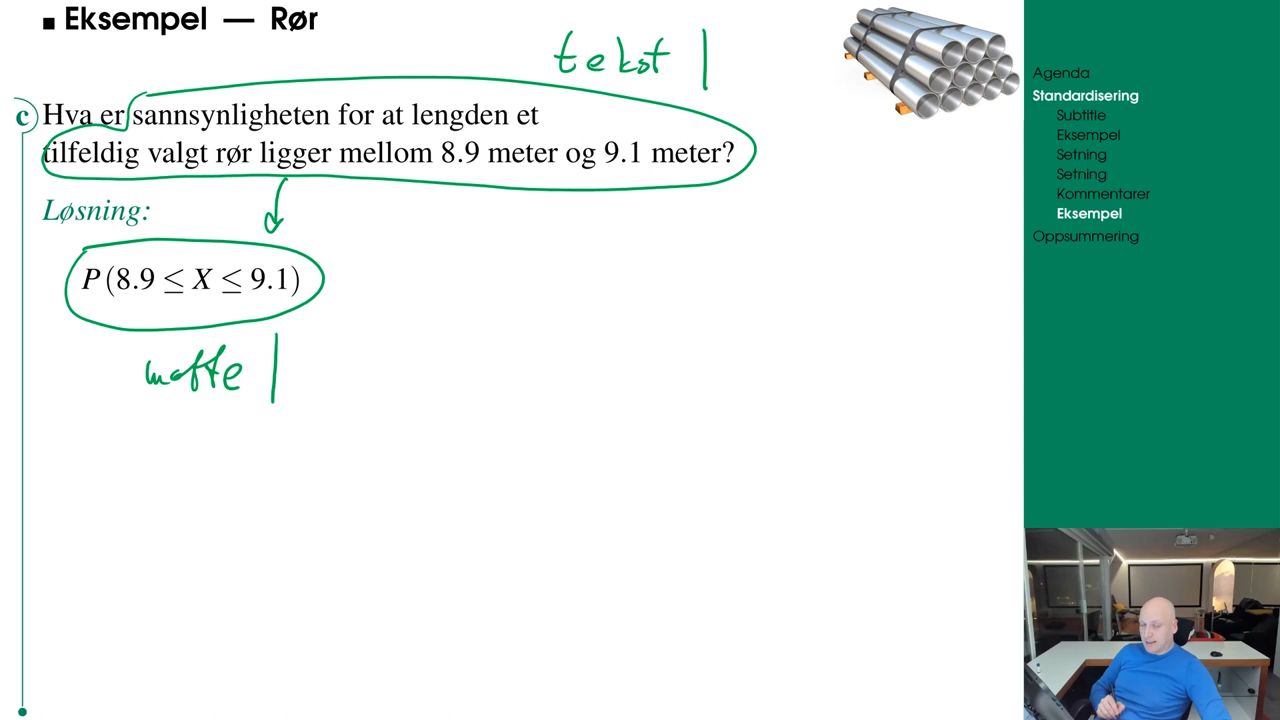 Eksempel — Rør
tekst
c) Hva er sannsynligheten for at lengden et
tilfeldig valgt rør ligger mellom 8.9 meter og 9.1 meter?
Løsning:
P(8.9 ≤ X ≤ 9.1)
matte
Agenda
Standardisering
Subtitle
Eksempel
Setning
Setning
Kommentarer
Eksempel
Oppsummering